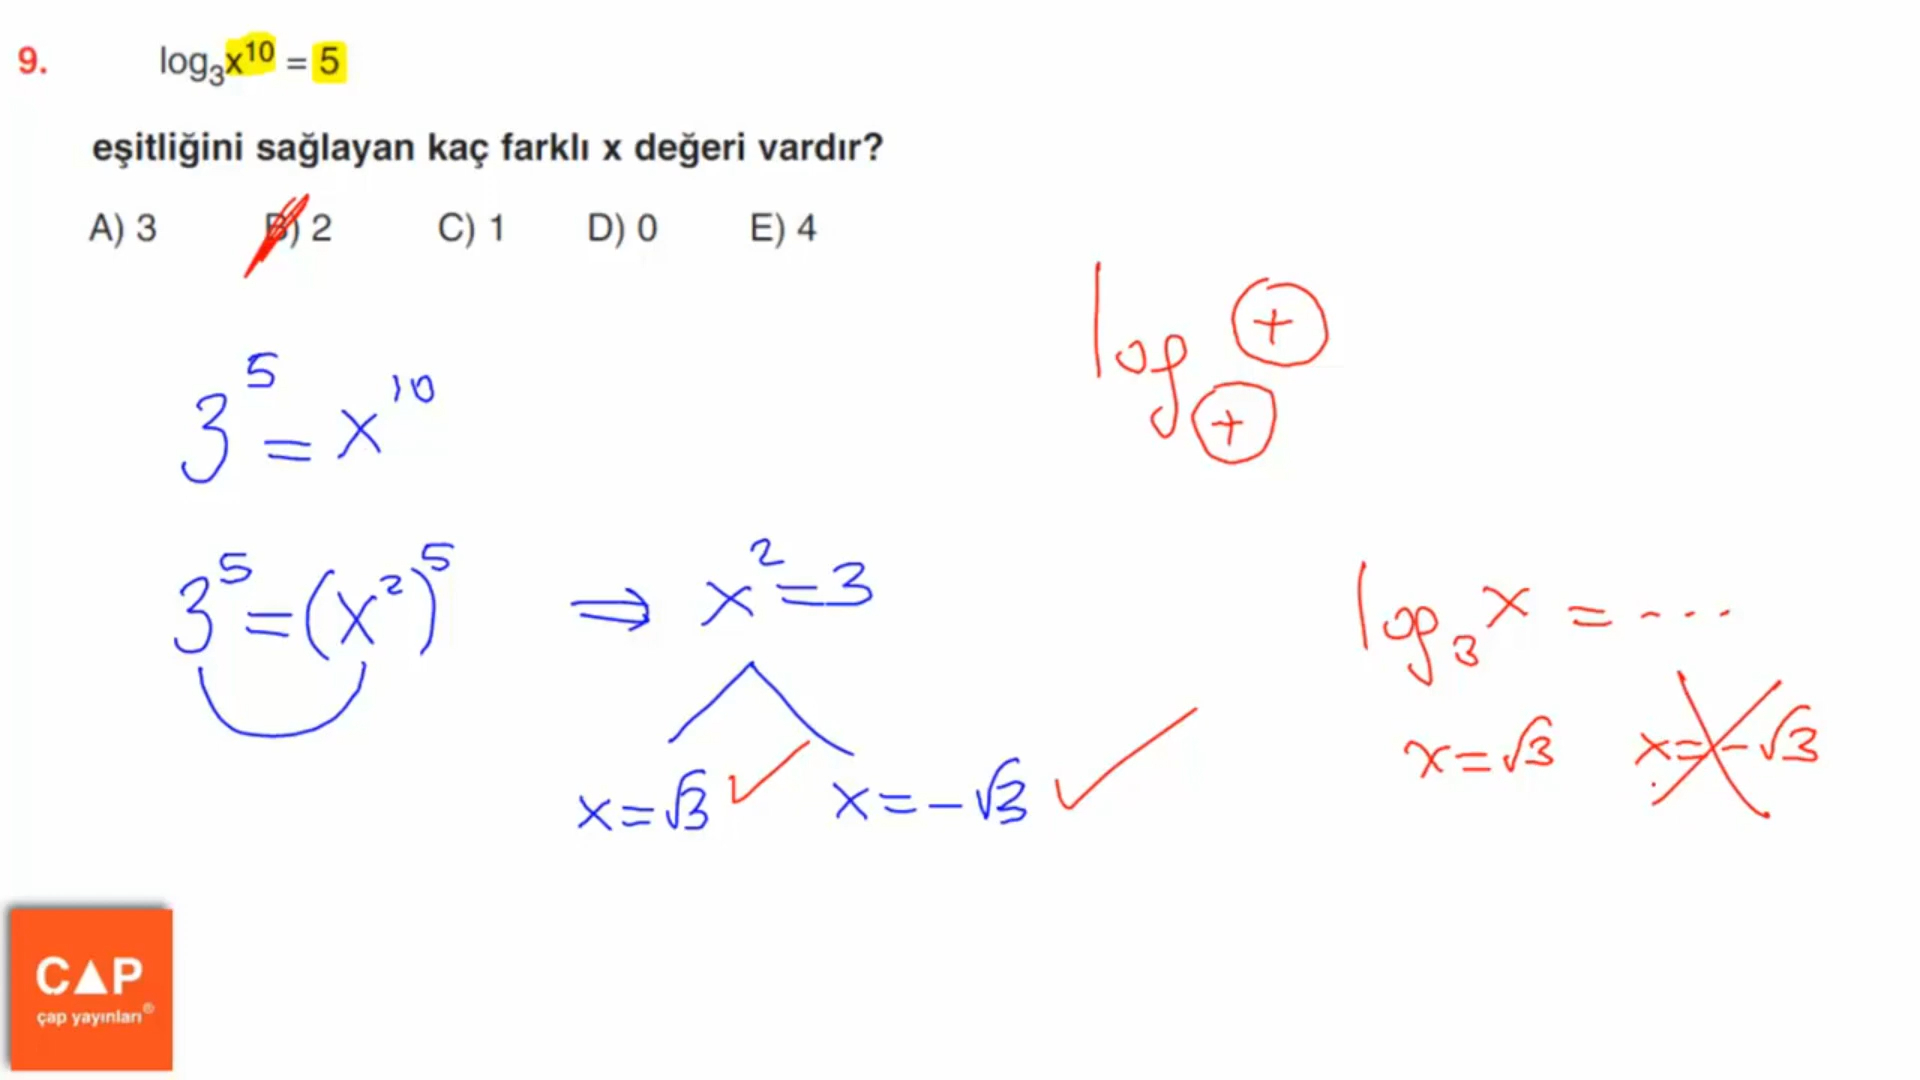 9. log₃x¹⁰ = 5
eşitliğini sağlayan kaç farklı x değeri vardır?
A) 3 B) 2 C) 1 D) 0 E) 4
log₊ +
3⁵ = x¹⁰
3⁵ = (x²)⁵ ⇒ x² = 3
log₃ x = ----
x = √3 x = -√3
x = √3 x = -√3
CAP
çap yayınları®